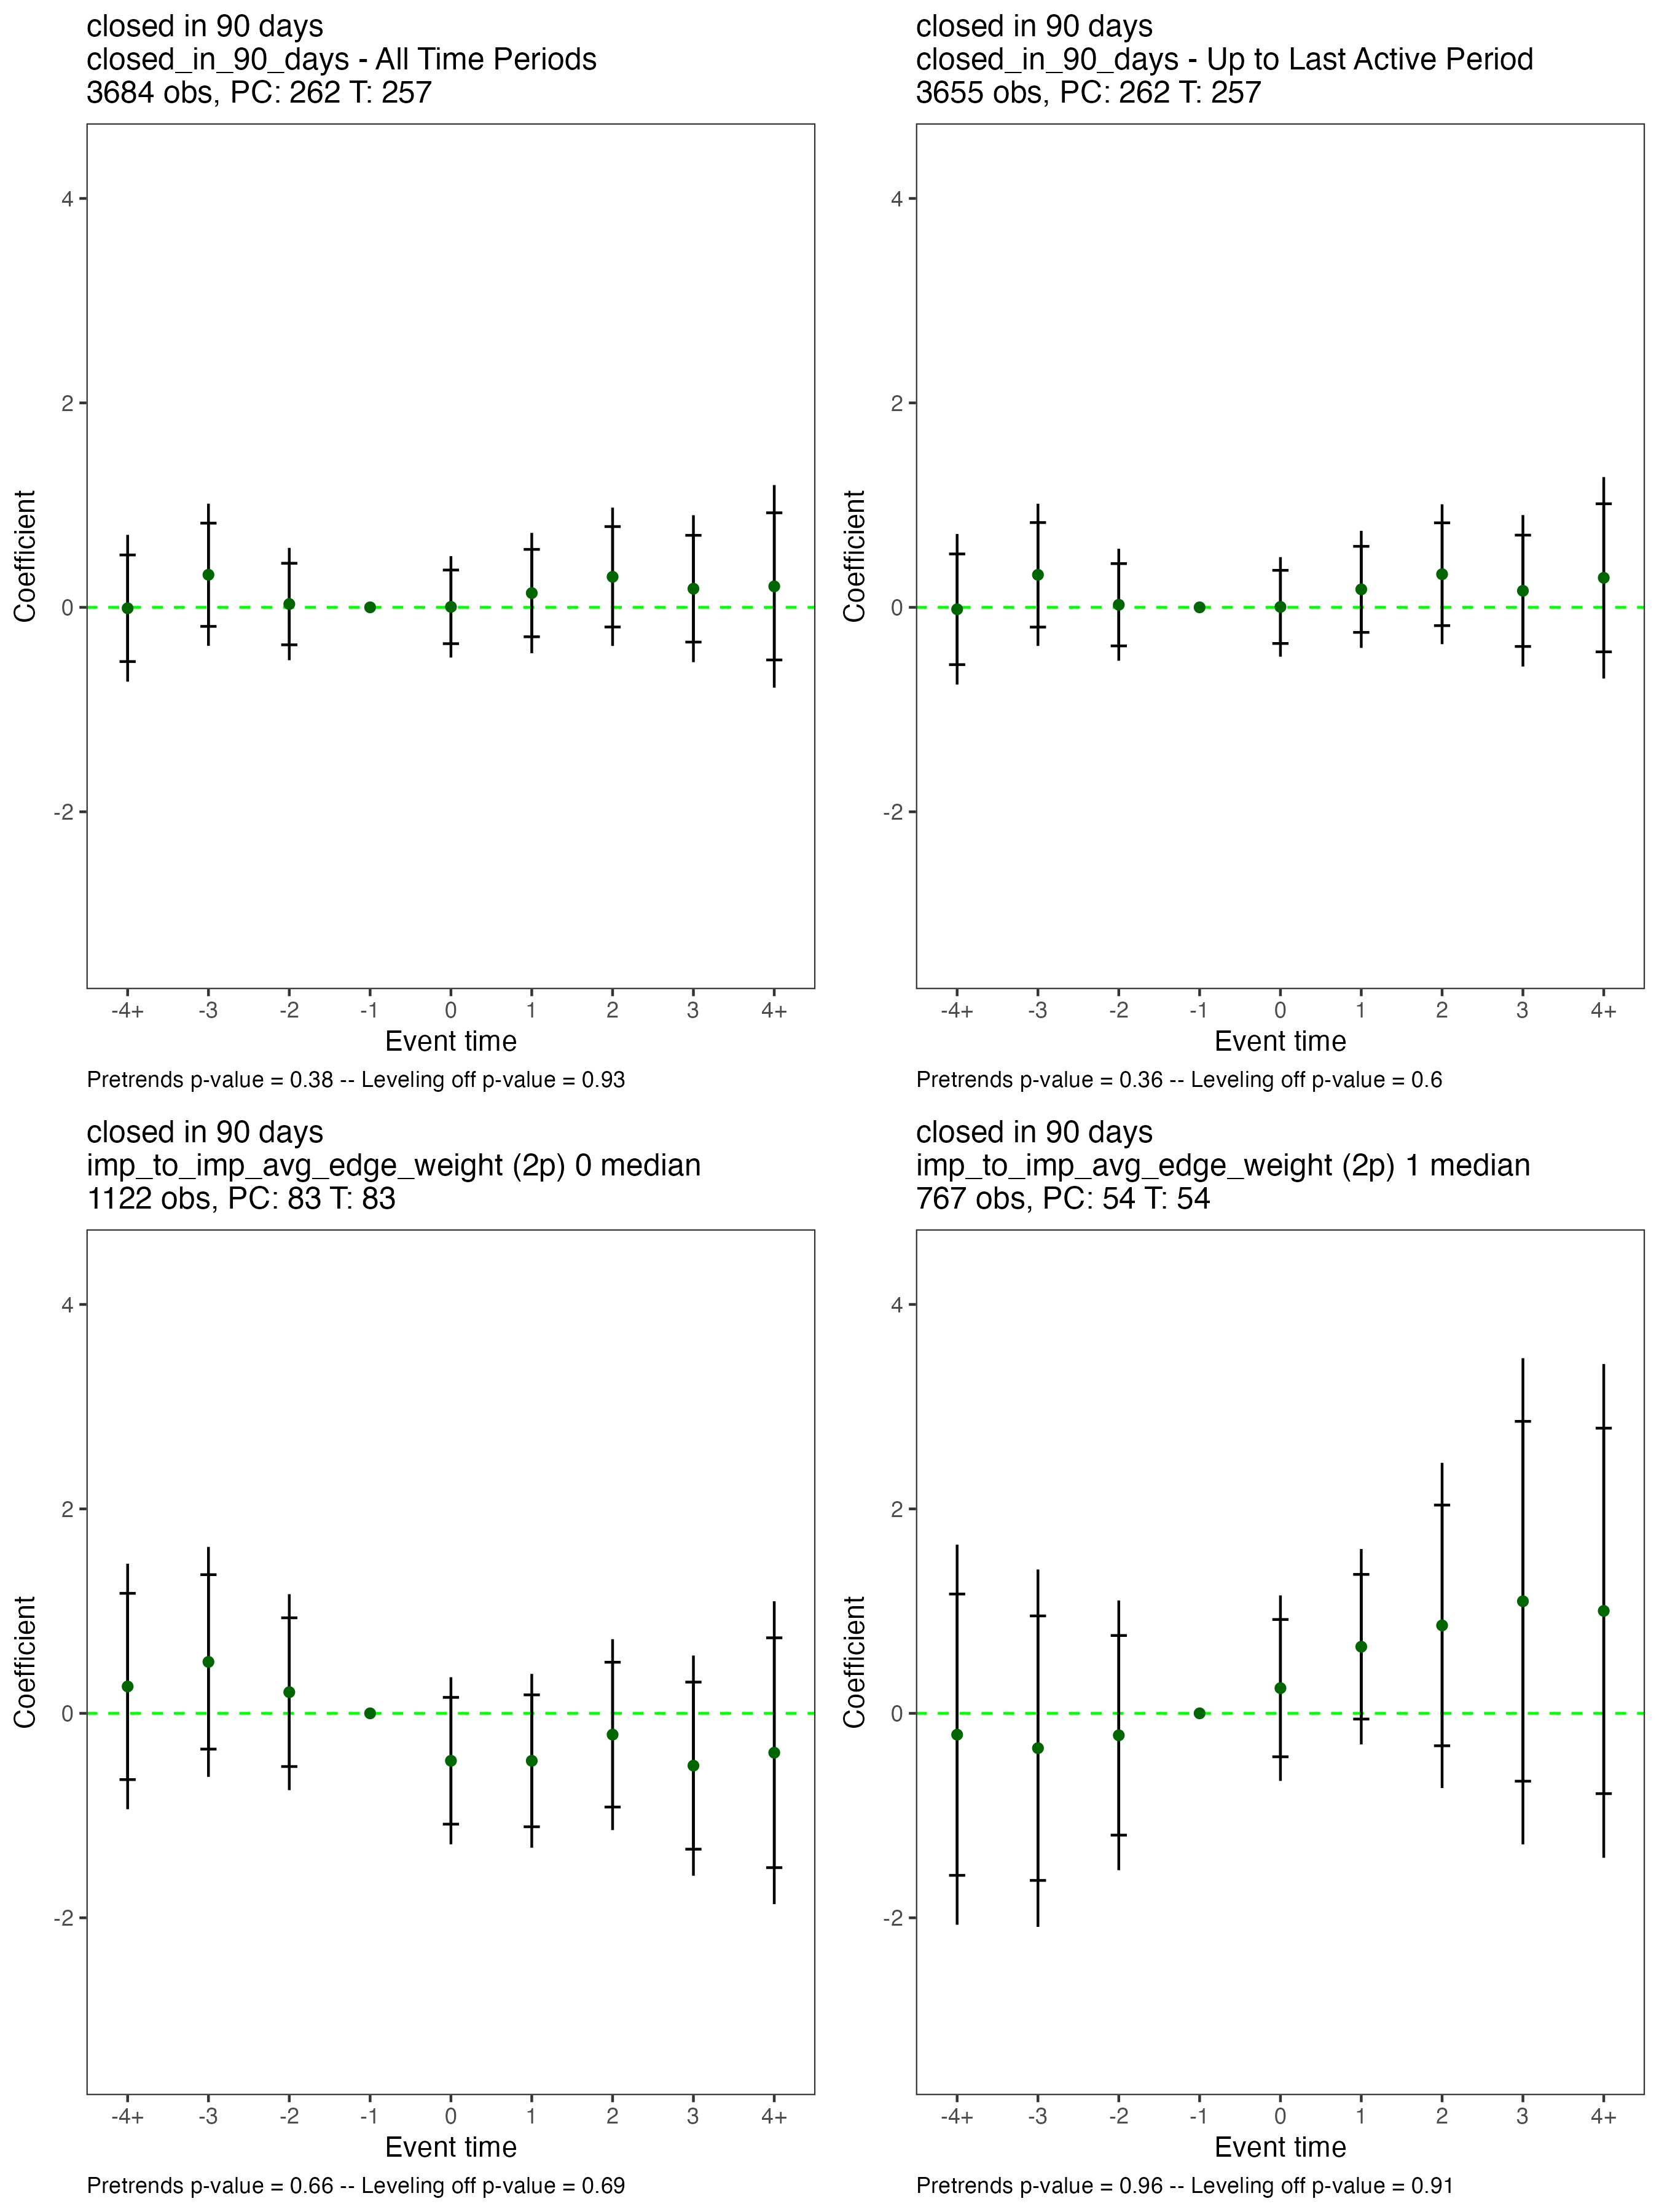 closed in 90 days
closed_in_90_days - All Time Periods
3684 obs, PC: 262 T: 257
4
2
0
-2
Coefficient
-4+ -3 -2 -1 0 1 2 3 4+
Event time
Pretrends p-value = 0.38 -- Leveling off p-value = 0.93
closed in 90 days
closed_in_90_days - Up to Last Active Period
3655 obs, PC: 262 T: 257
4
2
0
-2
Coefficient
-4+ -3 -2 -1 0 1 2 3 4+
Event time
Pretrends p-value = 0.36 -- Leveling off p-value = 0.6
closed in 90 days
imp_to_imp_avg_edge_weight (2p) 0 median
1122 obs, PC: 83 T: 83
4
2
0
-2
Coefficient
-4+ -3 -2 -1 0 1 2 3 4+
Event time
Pretrends p-value = 0.66 -- Leveling off p-value = 0.69
closed in 90 days
imp_to_imp_avg_edge_weight (2p) 1 median
767 obs, PC: 54 T: 54
4
2
0
-2
Coefficient
-4+ -3 -2 -1 0 1 2 3 4+
Event time
Pretrends p-value = 0.96 -- Leveling off p-value = 0.91